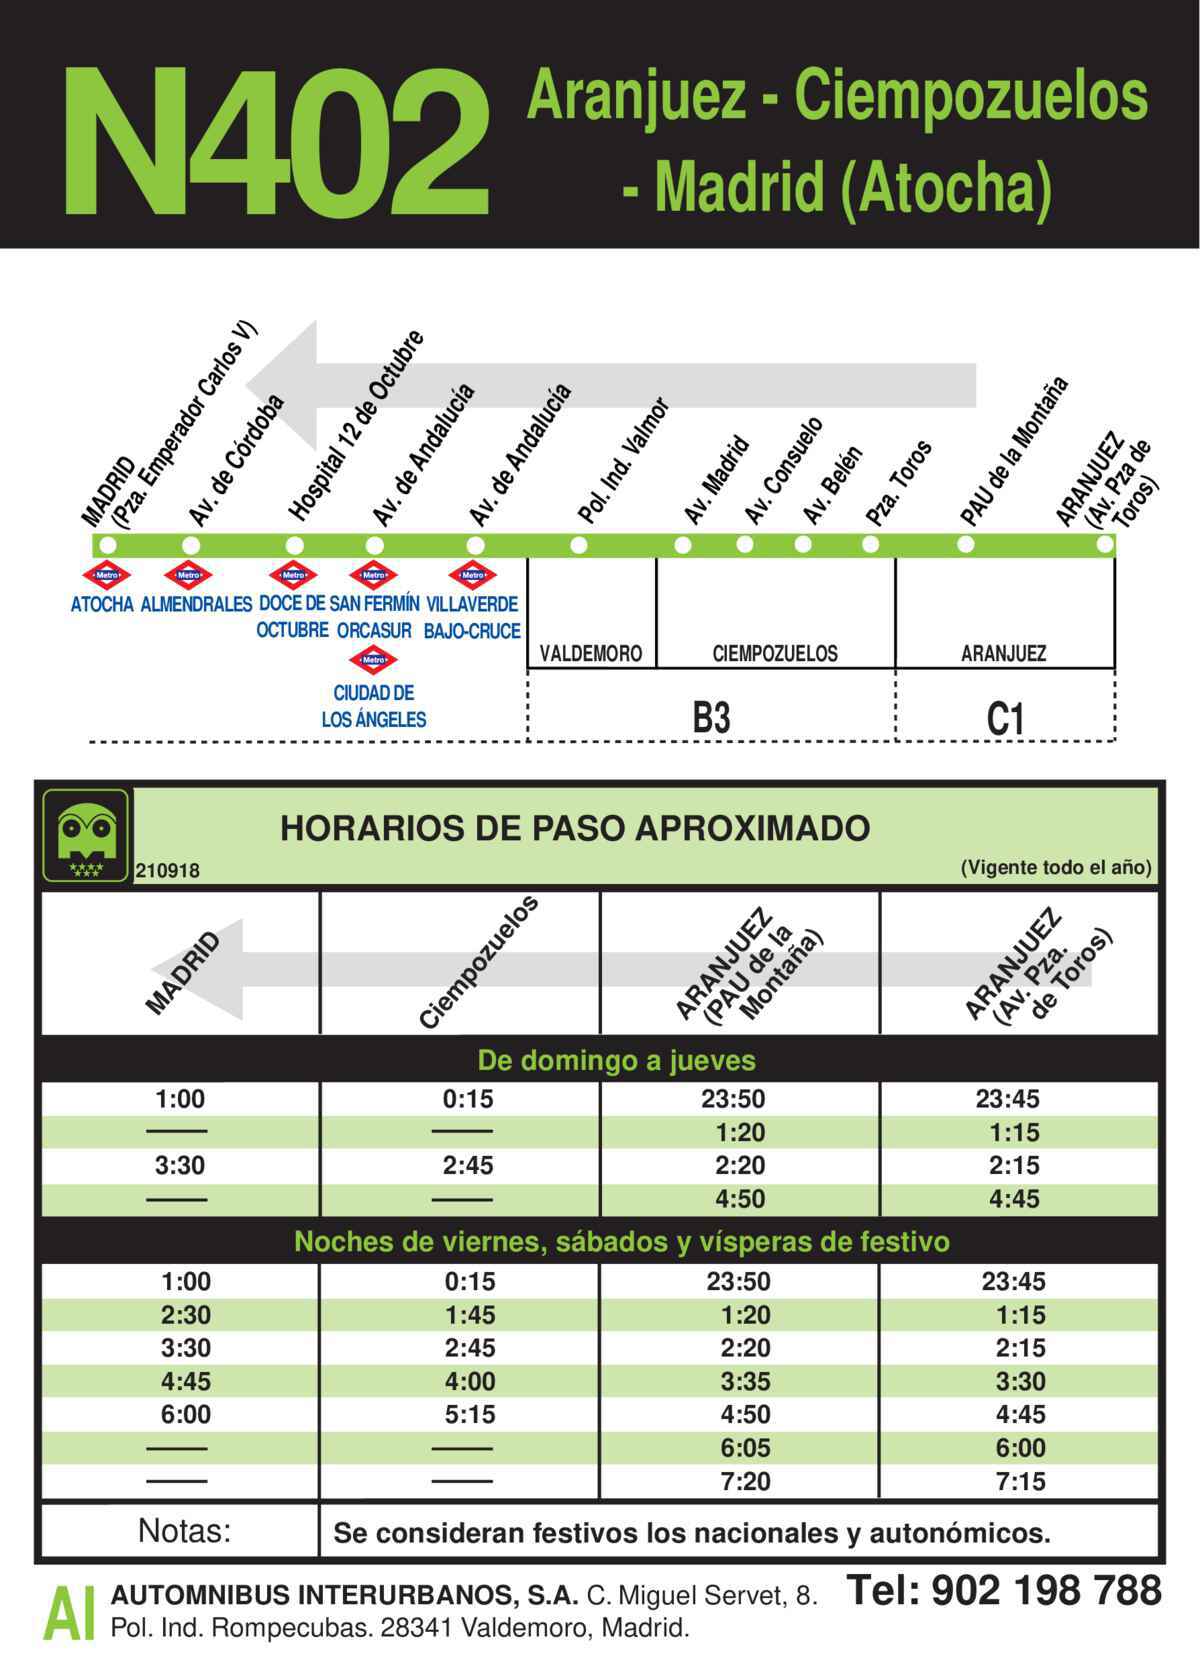 N402
Aranjuez - Ciempozuelos
- Madrid (Atocha)
MADRID
(Pza. Emperador Carlos V)
Av. de Córdoba
Hospital 12 de Octubre
Av. de Andalucía
Av. de Andalucía
Pol. Ind. Valmor
Av. Madrid
Av. Consuelo
Av. Belén
Pza. Toros
PAU de la Montaña
ARANJUEZ
(Av. Pza de
Toros)
Metro
Metro
Metro
Metro
Metro
ATOCHA
ALMENDRALES
DOCE DE
OCTUBRE
SAN FERMÍN
ORCASUR
VILLAVERDE
BAJO-CRUCE
Metro
CIUDAD DE
LOS ÁNGELES
VALDEMORO
CIEMPOZUELOS
ARANJUEZ
B3
C1
HORARIOS DE PASO APROXIMADO
210918
(Vigente todo el año)
MADRID
Ciempozuelos
ARANJUEZ
(PAU de la
Montaña)
ARANJUEZ
(Av. Pza.
de Toros)
De domingo a jueves
1:00 0:15 23:50 23:45
—— —— 1:20 1:15
3:30 2:45 2:20 2:15
—— —— 4:50 4:45
Noches de viernes, sábados y vísperas de festivo
1:00 0:15 23:50 23:45
2:30 1:45 1:20 1:15
3:30 2:45 2:20 2:15
4:45 4:00 3:35 3:30
6:00 5:15 4:50 4:45
—— —— 6:05 6:00
—— —— 7:20 7:15
Notas: Se consideran festivos los nacionales y autonómicos.
AI
AUTOMNIBUS INTERURBANOS, S.A. C. Miguel Servet, 8. Tel: 902 198 788
Pol. Ind. Rompecubas. 28341 Valdemoro, Madrid.